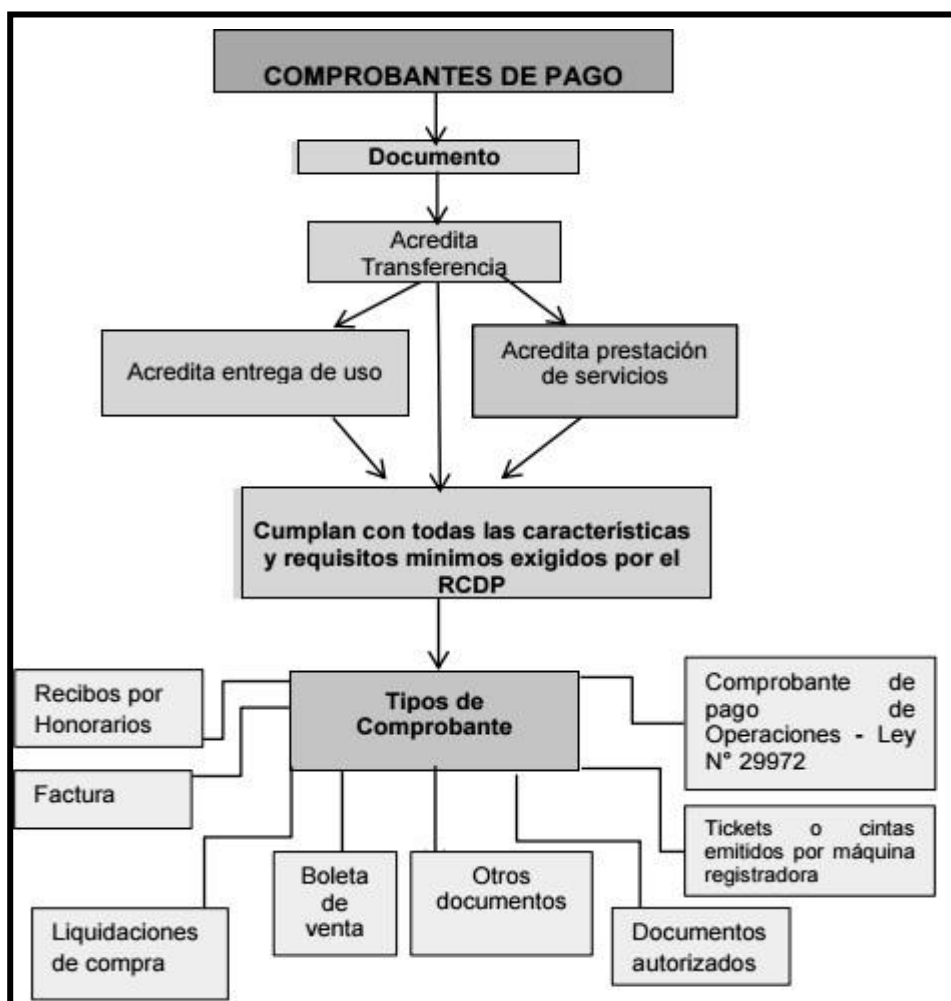 COMPROBANTES DE PAGO
Documento
Acredita
Transferencia
Acredita entrega de uso
Acredita prestación
de servicios
Cumplan con todas las características
y requisitos mínimos exigidos por el
RCDP
Tipos de
Comprobante
Recibos por
Honorarios
Factura
Liquidaciones
de compra
Boleta
de
venta
Otros
documentos
Documentos
autorizados
Comprobante de
pago de
Operaciones - Ley
N° 29972
Tickets o cintas
emitidos por máquina
registradora